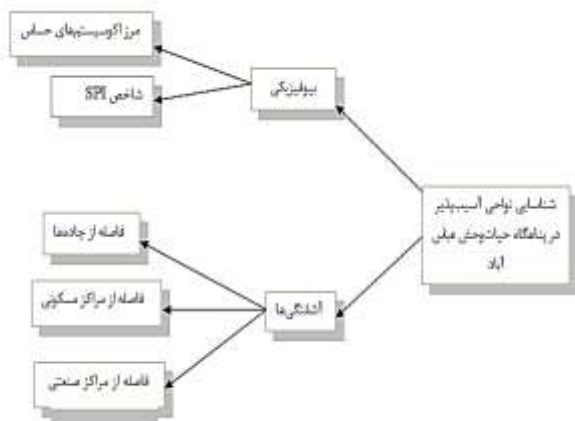 شناسایی نواحی آسیب‌پذیر
در پناهگاه حیات‌وحش عباس
آباد
بیوفیزیکی
مرز اکوسیستم‌های حساس
شاخص SPI
آشفتگی‌ها
فاصله از جاده‌ها
فاصله از مراکز مسکونی
فاصله از مراکز صنعتی